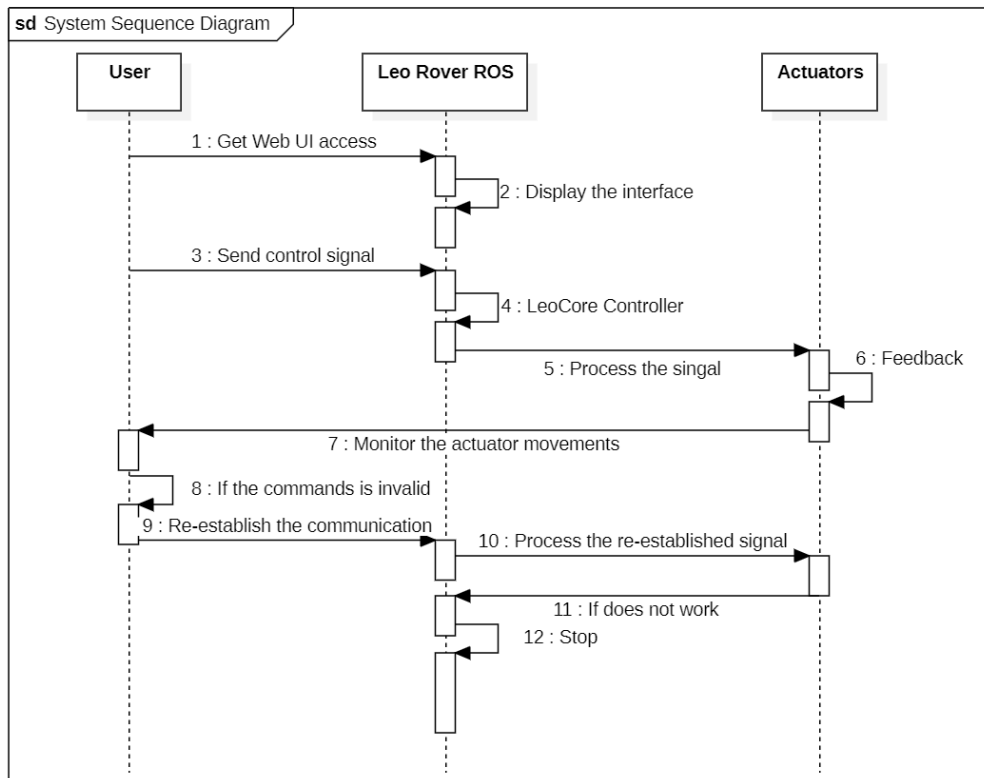 sd System Sequence Diagram
User
Leo Rover ROS
Actuators
1 : Get Web UI access
2 : Display the interface
3 : Send control signal
4 : LeoCore Controller
5 : Process the singal
6 : Feedback
7 : Monitor the actuator movements
8 : If the commands is invalid
9 : Re-establish the communication
10 : Process the re-established signal
11 : If does not work
12 : Stop